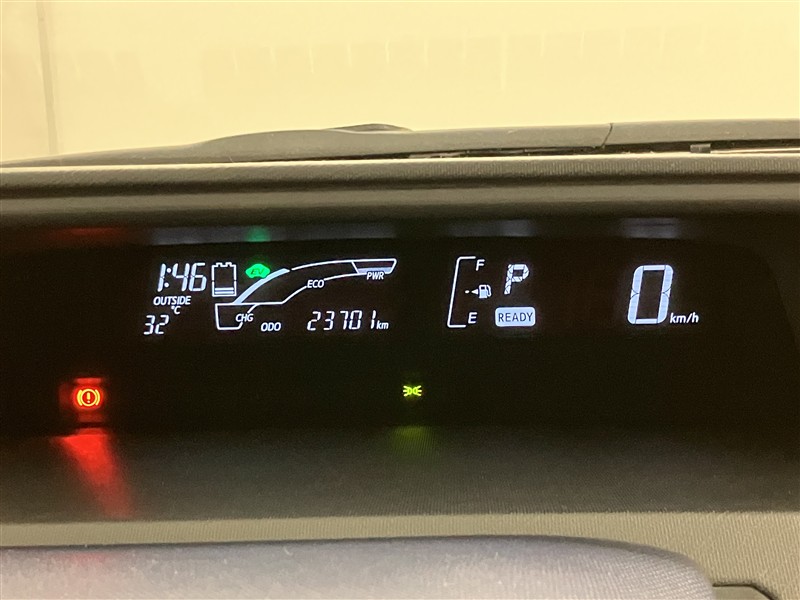 1:46
EV
OUTSIDE
°C
32
CHG
ECO
PWR
ODO 23701 km
F
E
P
READY
0 km/h